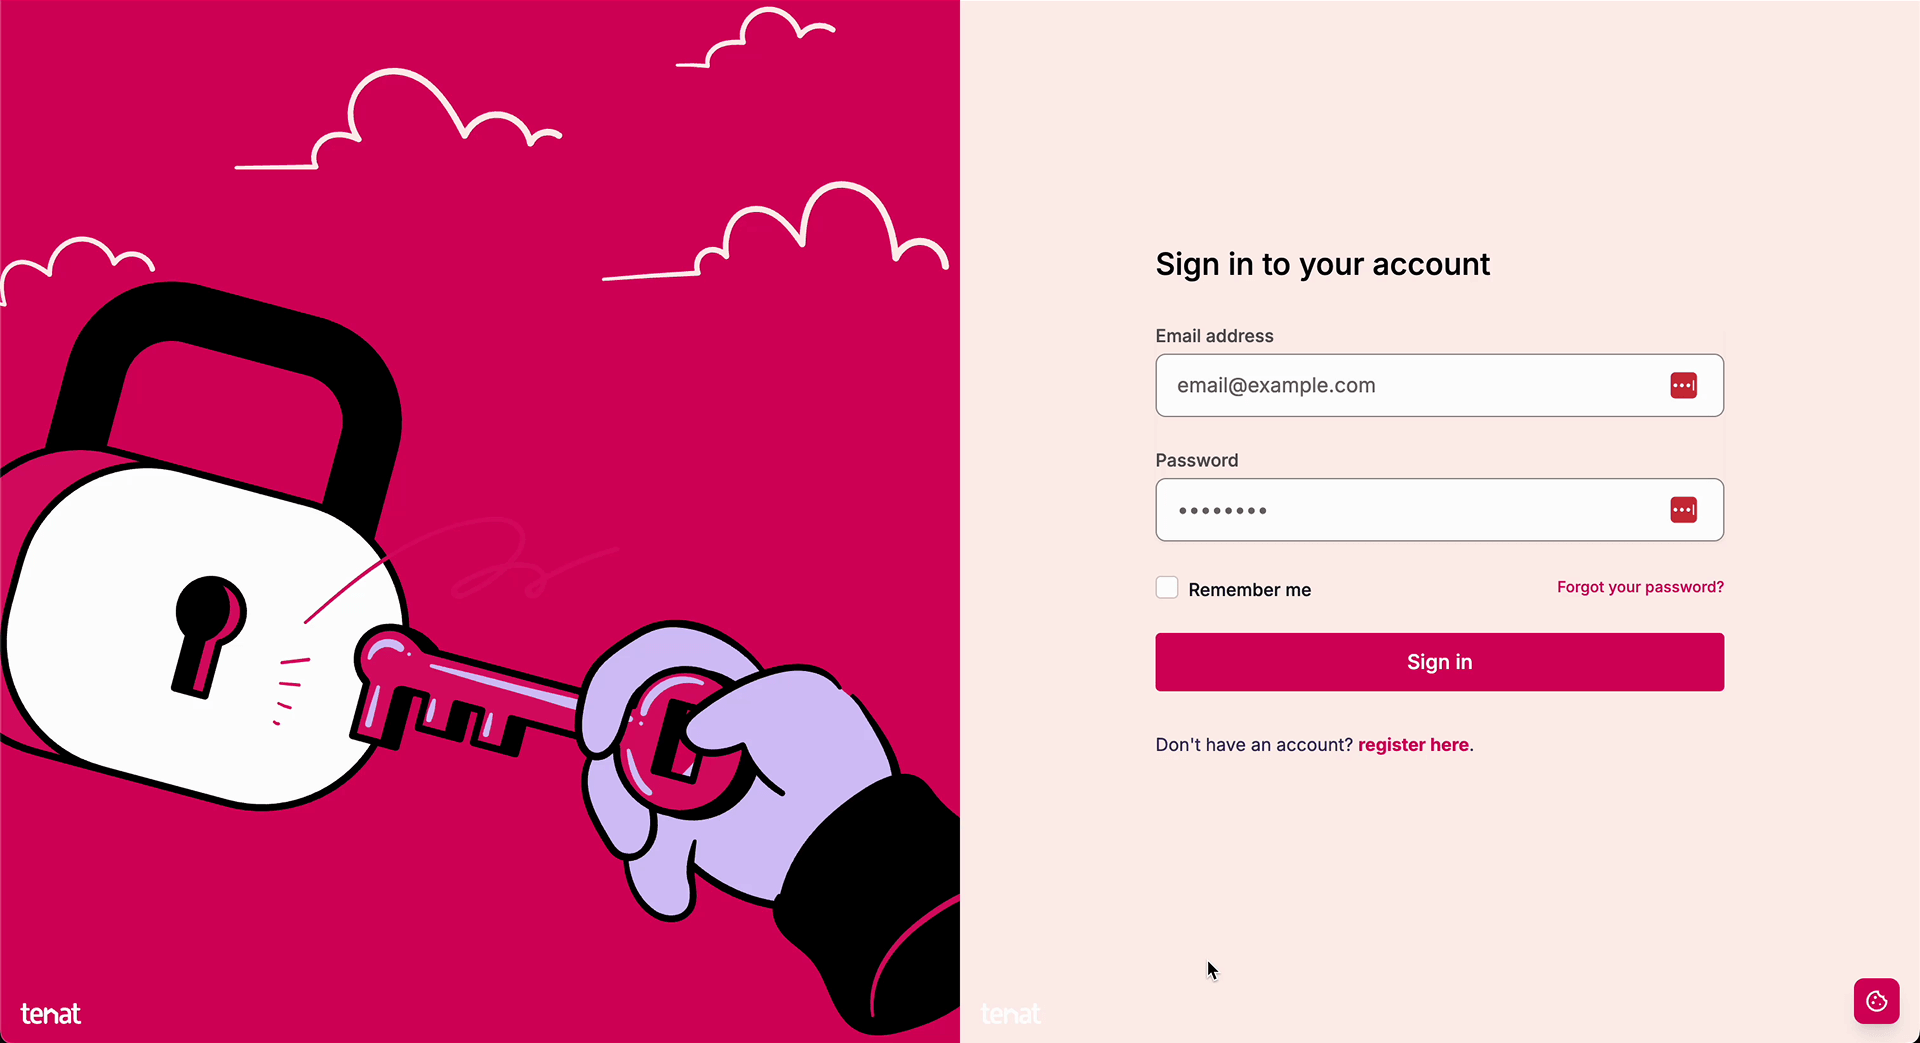 Sign in to your account
Email address
email@example.com
Password
Remember me
Forgot your password?
Sign in
Don't have an account? register here.
tenat
tenat